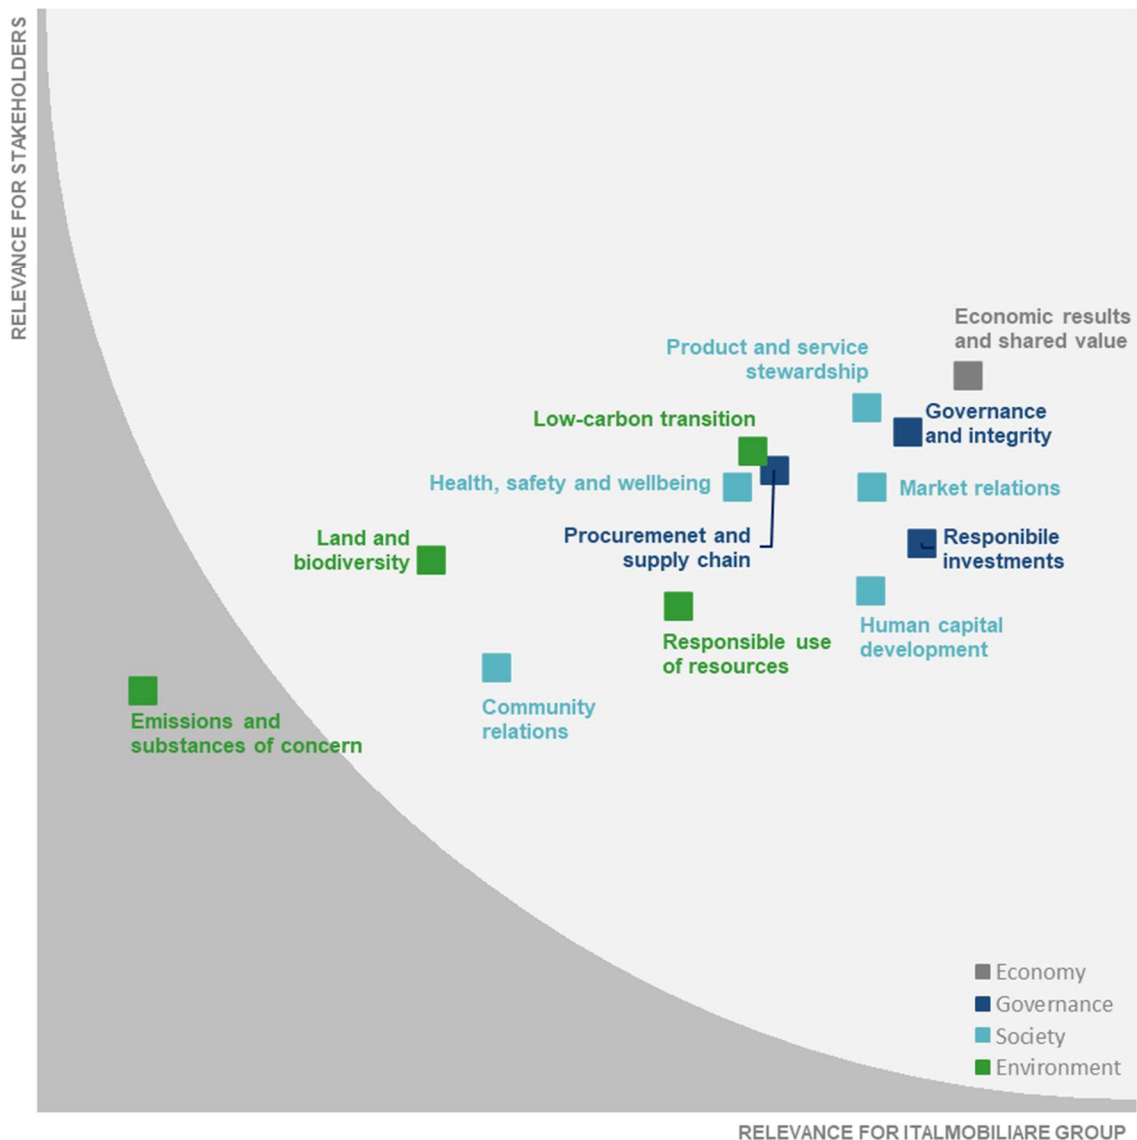 RELEVANCE FOR STAKEHOLDERS
Economic results
and shared value
Product and service
stewardship
Governance
and integrity
Low-carbon transition
Health, safety and wellbeing
Market relations
Procuremenet and
supply chain
Responibile
investments
Land and
biodiversity
Human capital
development
Responsible use
of resources
Community
relations
Emissions and
substances of concern
Economy
Governance
Society
Environment
RELEVANCE FOR ITALMOBILIARE GROUP